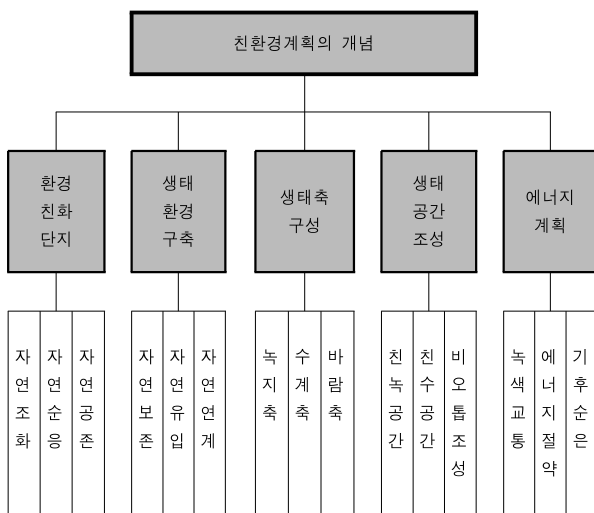 친환경계획의 개념
환경
친화
단지
생태
환경
구축
생태축
구성
생태
공간
조성
에너지
계획
자연조화
자연순응
자연공존
자연보존
자연유입
자연연계
녹지축
수계축
바람축
친녹공간
친수공간
비오톱조성
녹색교통
에너지절약
기후순은